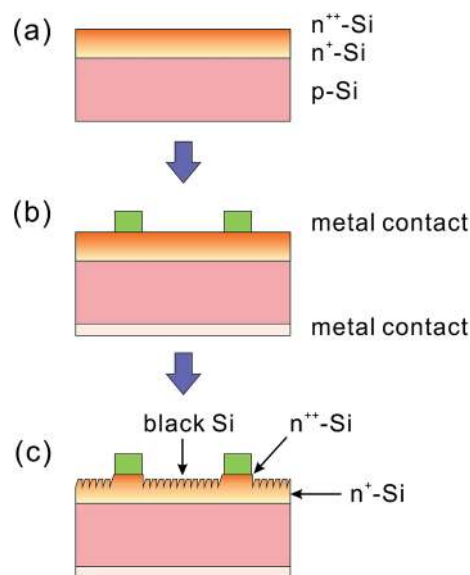 (a)
n⁺⁺-Si
n⁺-Si
p-Si
(b)
metal contact
metal contact
(c)
black Si
n⁺⁺-Si
n⁺-Si